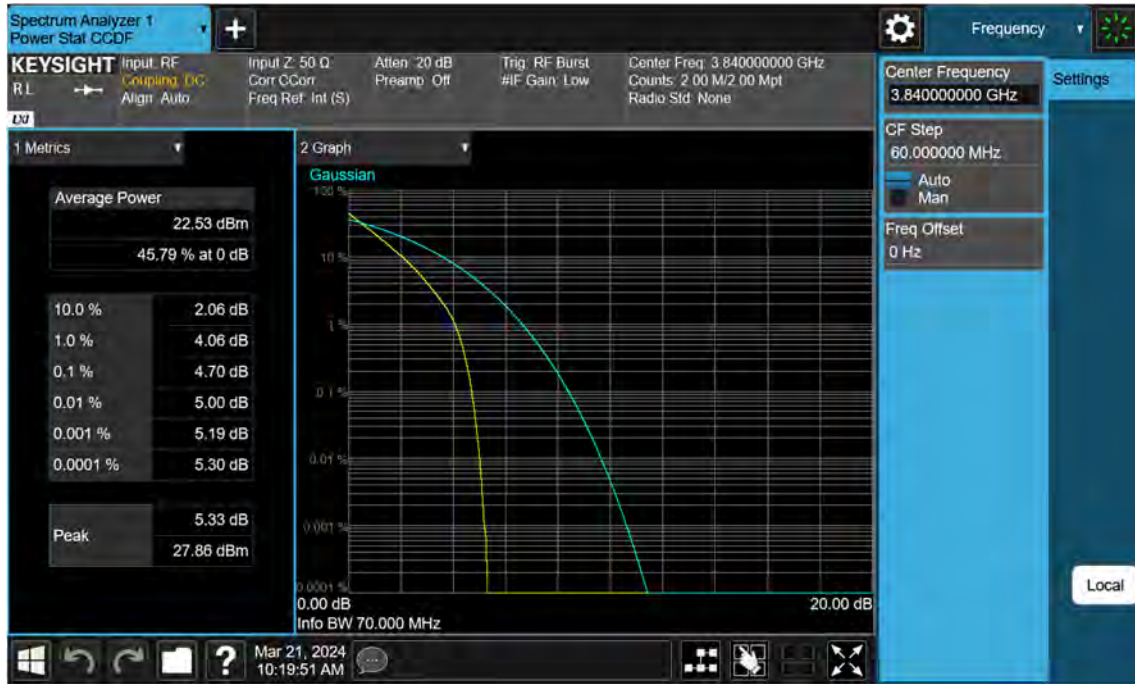 Spectrum Analyzer 1
Power Stat CCDF
Frequency
KEYSIGHT
RL
LXI
Input: RF
Coupling: DC
Align: Auto
Input Z: 50 Ω
Corr CCorr
Freq Ref: Int (S)
Atten: 20 dB
Preamp: Off
Trig: RF Burst
#IF Gain: Low
Center Freq: 3.840000000 GHz
Counts: 2.00 M/2.00 Mpt
Radio Std: None
Center Frequency
3.840000000 GHz
Settings
CF Step
60.000000 MHz
Auto
Man
Freq Offset
0 Hz
1 Metrics
Average Power
22.53 dBm
45.79 % at 0 dB
10.0 % 2.06 dB
1.0 % 4.06 dB
0.1 % 4.70 dB
0.01 % 5.00 dB
0.001 % 5.19 dB
0.0001 % 5.30 dB
Peak
5.33 dB
27.86 dBm
2 Graph
Gaussian
100 %
10 %
1 %
0.1 %
0.01 %
0.001 %
0.0001 %
0.00 dB 20.00 dB
Info BW 70.000 MHz
Local
?
Mar 21, 2024
10:19:51 AM